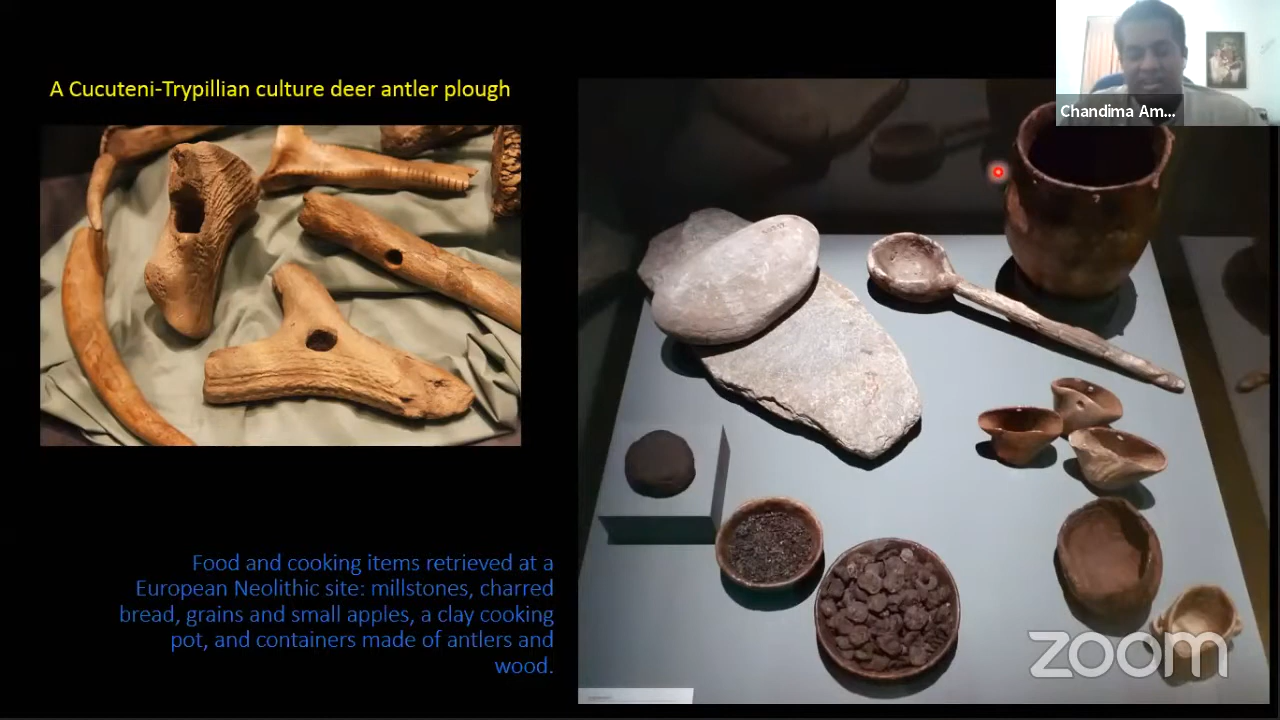 Chandima Am...
A Cucuteni-Trypillian culture deer antler plough
Food and cooking items retrieved at a
European Neolithic site: millstones, charred
bread, grains and small apples, a clay cooking
pot, and containers made of antlers and
wood.
zoom